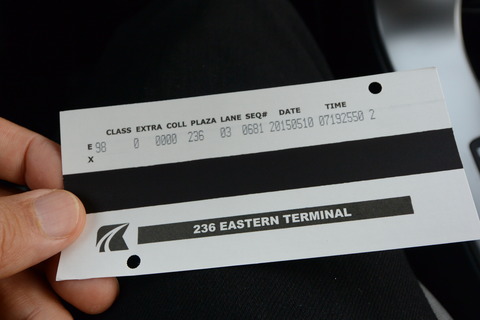 CLASS EXTRA COLL PLAZA LANE SEQ# DATE TIME
E 98 0 0000 236 03 0681 20150510 07192550 2
X
236 EASTERN TERMINAL